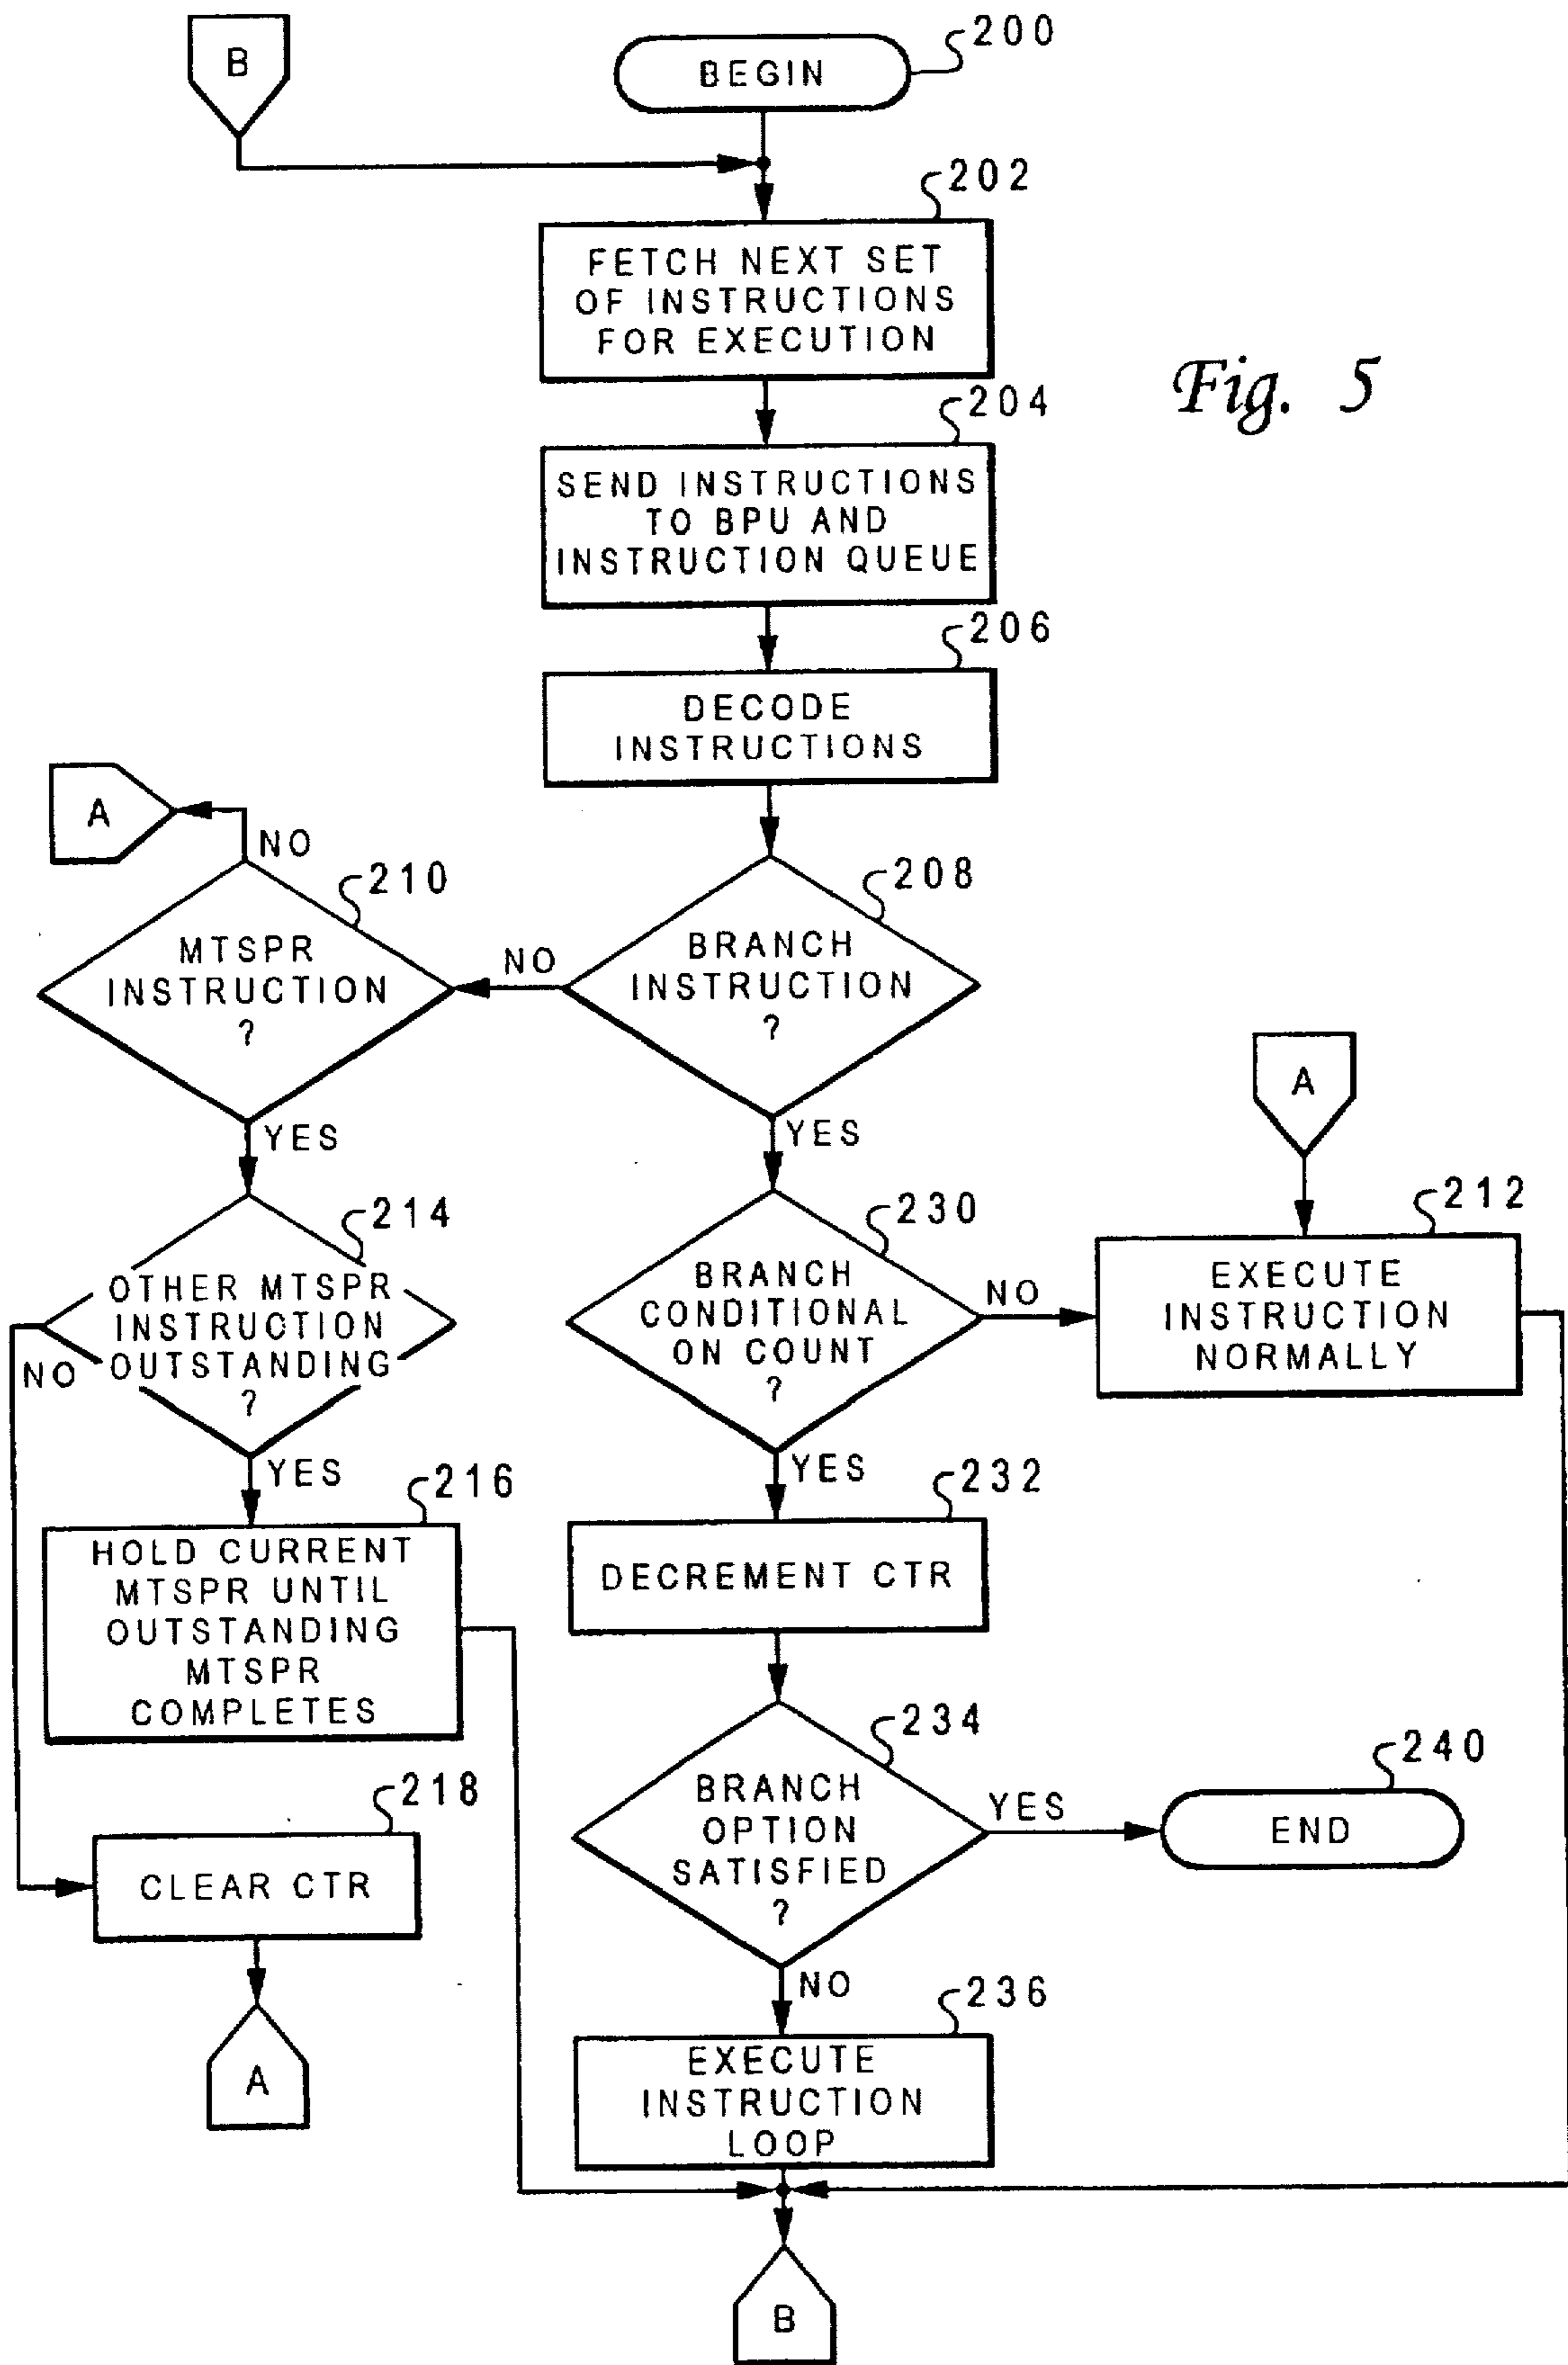 B
BEGIN
200
202
FETCH NEXT SET
OF INSTRUCTIONS
FOR EXECUTION
Fig. 5
204
SEND INSTRUCTIONS
TO BPU AND
INSTRUCTION QUEUE
206
DECODE
INSTRUCTIONS
A
NO
210
MTSPR
INSTRUCTION
?
NO
208
BRANCH
INSTRUCTION
?
YES
YES
A
214
OTHER MTSPR
INSTRUCTION
OUTSTANDING
?
NO
YES
230
BRANCH
CONDITIONAL
ON COUNT
?
NO
YES
212
EXECUTE
INSTRUCTION
NORMALLY
216
HOLD CURRENT
MTSPR UNTIL
OUTSTANDING
MTSPR
COMPLETES
232
DECREMENT CTR
234
BRANCH
OPTION
SATISFIED
?
YES
240
END
218
CLEAR CTR
A
NO
236
EXECUTE
INSTRUCTION
LOOP
B